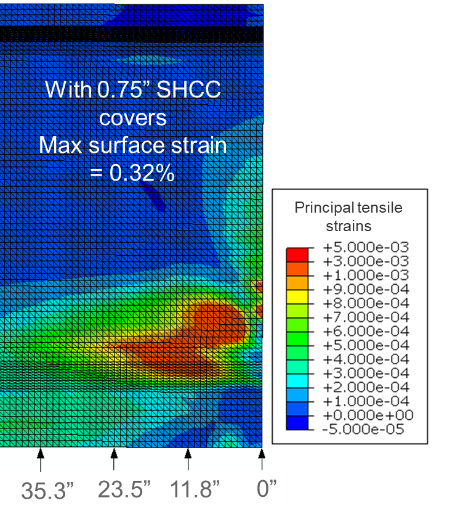 With 0.75” SHCC
covers
Max surface strain
= 0.32%
Principal tensile
strains
+5.000e-03
+3.000e-03
+1.000e-03
+9.000e-04
+8.000e-04
+7.000e-04
+6.000e-04
+5.000e-04
+4.000e-04
+3.000e-04
+2.000e-04
+1.000e-04
+0.000e+00
-5.000e-05
35.3” 23.5” 11.8” 0”